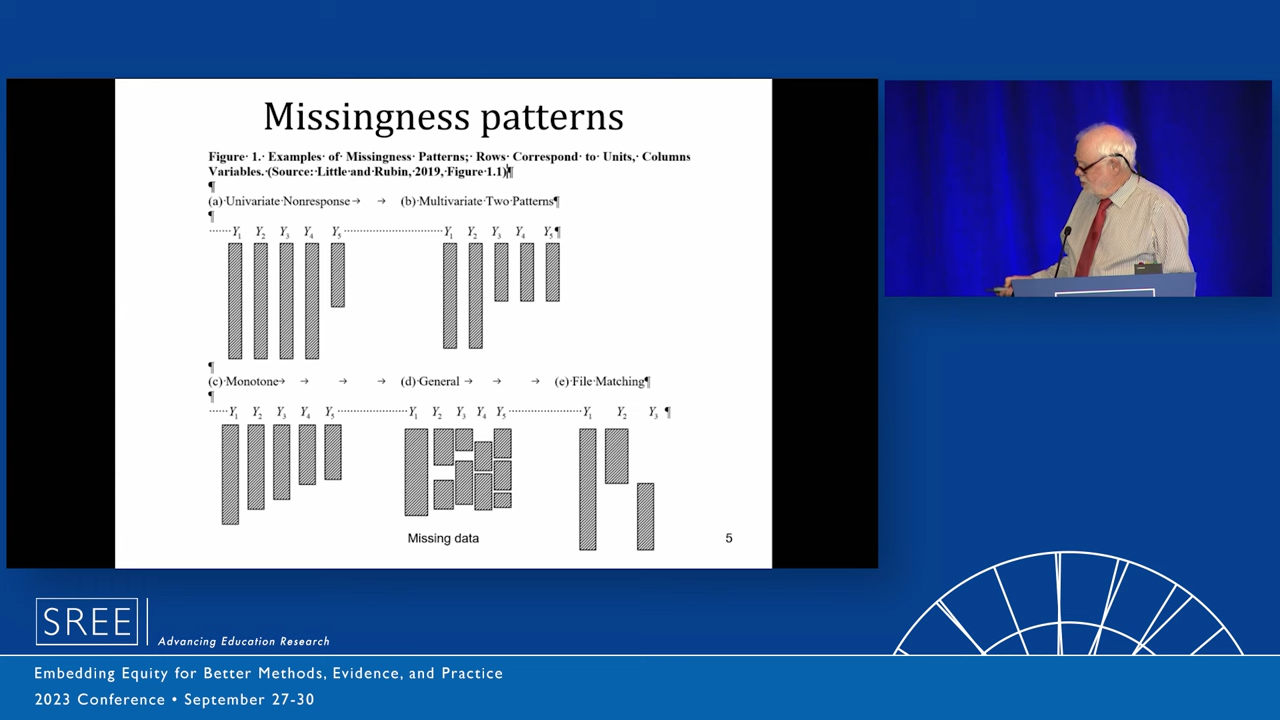 Missingness patterns
Figure 1. Examples of Missingness Patterns; Rows Correspond to Units, Columns
Variables. (Source: Little and Rubin, 2019, Figure 1.1)¶
¶
(a) Univariate Nonresponse→ → (b) Multivariate Two Patterns¶
¶
Y1 Y2 Y3 Y4 Y5 Y1 Y2 Y3 Y4 Y5¶
¶
(c) Monotone→ → → → (d) General→ → → (e) File Matching¶
¶
Y1 Y2 Y3 Y4 Y5 Y1 Y2 Y3 Y4 Y5 Y1 Y2 Y3 ¶
Missing data
5
SREE
Advancing Education Research
Embedding Equity for Better Methods, Evidence, and Practice
2023 Conference • September 27-30